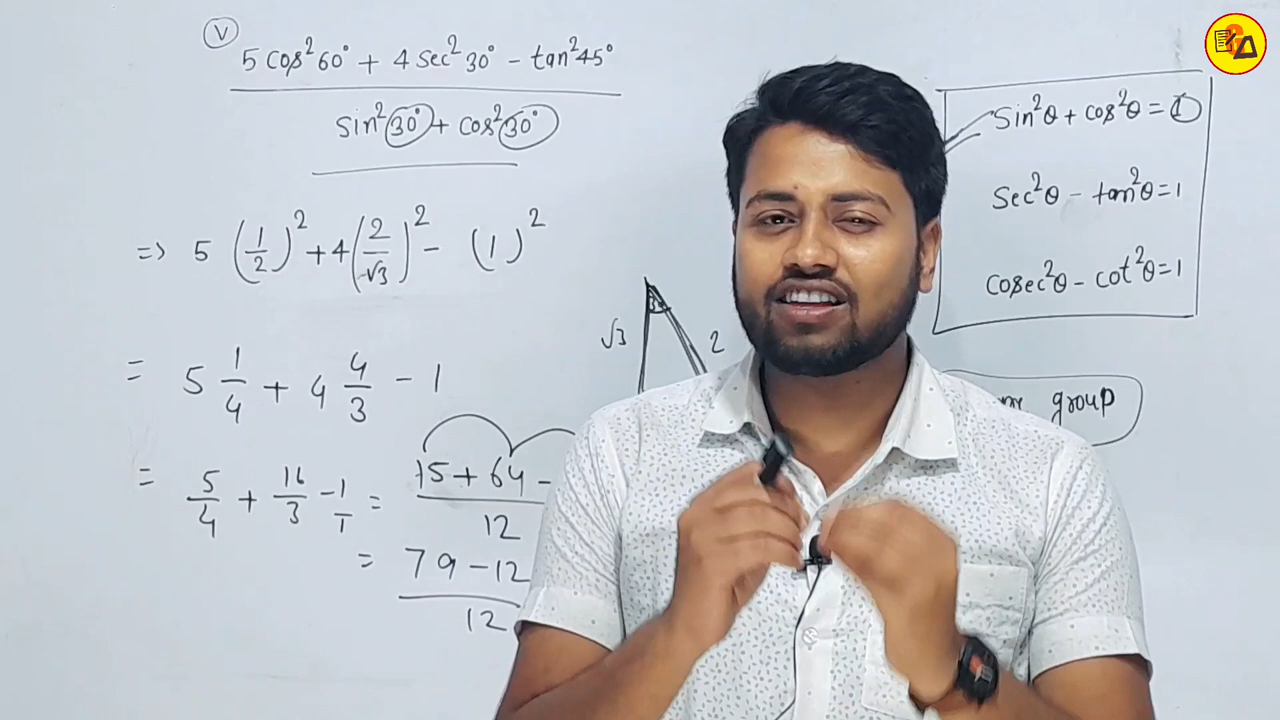 (v)
5 cos²60° + 4 sec²30° - tan²45°
sin²30° + cos²30°
=> 5 (1/2)² + 4(2/√3)² - (1)²
= 5 1/4 + 4 4/3 - 1
= 5/4 + 16/3 - 1/1 = 15 + 64 -
12
= 79 - 12
12
√3
2
Sin²θ + cos²θ = 1
Sec²θ - tan²θ = 1
Cosec²θ - cot²θ = 1
group